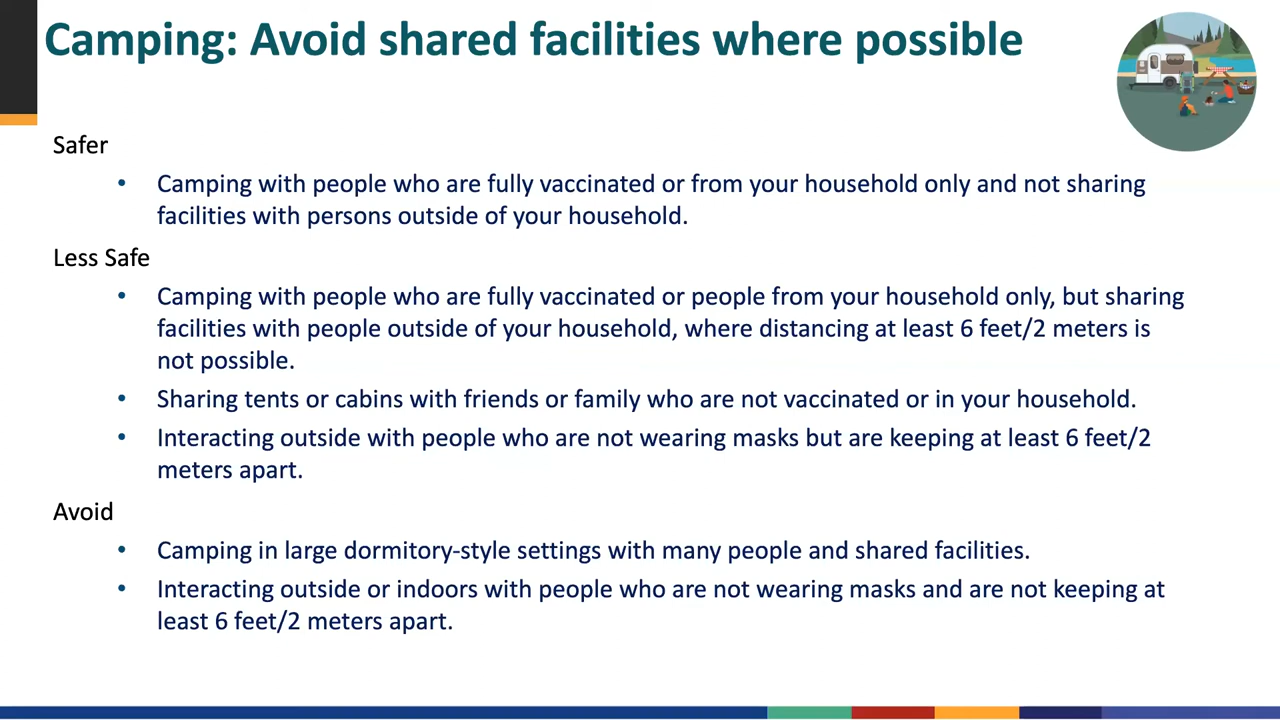 Camping: Avoid shared facilities where possible
Safer
• Camping with people who are fully vaccinated or from your household only and not sharing
facilities with persons outside of your household.
Less Safe
• Camping with people who are fully vaccinated or people from your household only, but sharing
facilities with people outside of your household, where distancing at least 6 feet/2 meters is
not possible.
• Sharing tents or cabins with friends or family who are not vaccinated or in your household.
• Interacting outside with people who are not wearing masks but are keeping at least 6 feet/2
meters apart.
Avoid
• Camping in large dormitory-style settings with many people and shared facilities.
• Interacting outside or indoors with people who are not wearing masks and are not keeping at
least 6 feet/2 meters apart.